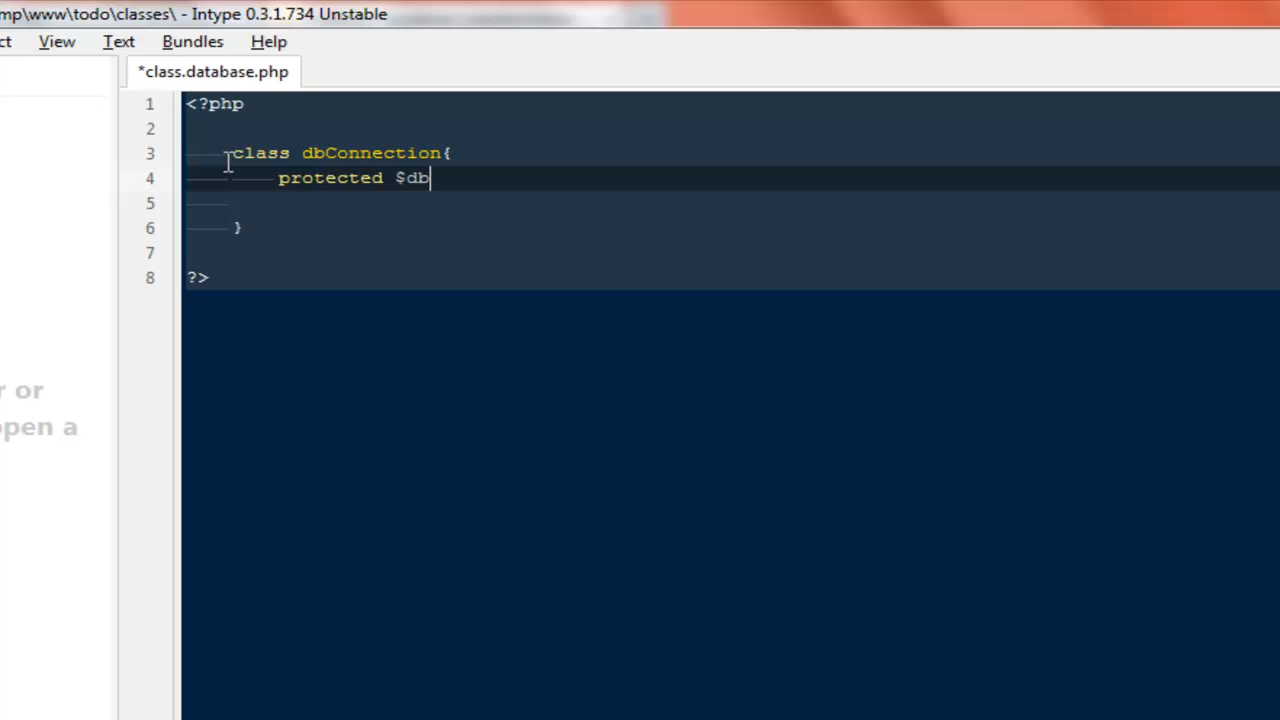 mp\www\todo\classes\ - Intype 0.3.1.734 Unstable
ct View Text Bundles Help
*class.database.php
1 <?php
2
3 class dbConnection{
4 protected $db
5
6 }
7
8 ?>
r or
open a